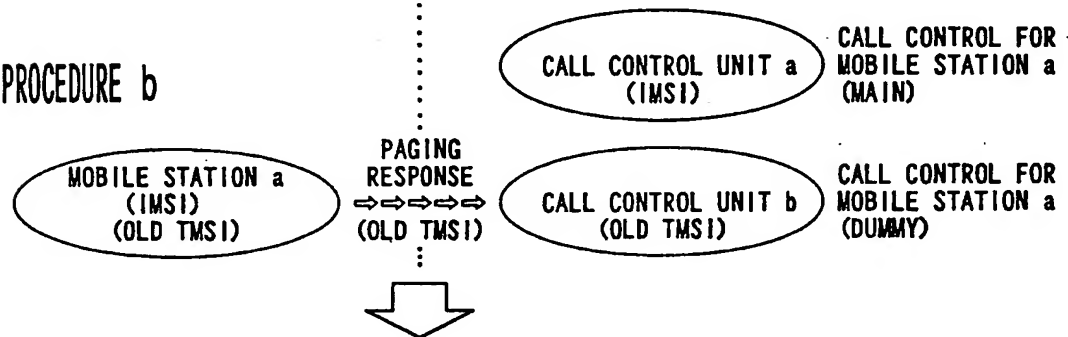 PROCEDURE b
CALL CONTROL UNIT a
(IMSI)
CALL CONTROL FOR
MOBILE STATION a
(MAIN)
MOBILE STATION a
(IMSI)
(OLD TMSI)
PAGING
RESPONSE
⇨⇨⇨⇨⇨
(OLD TMSI)
CALL CONTROL UNIT b
(OLD TMSI)
CALL CONTROL FOR
MOBILE STATION a
(DUMMY)